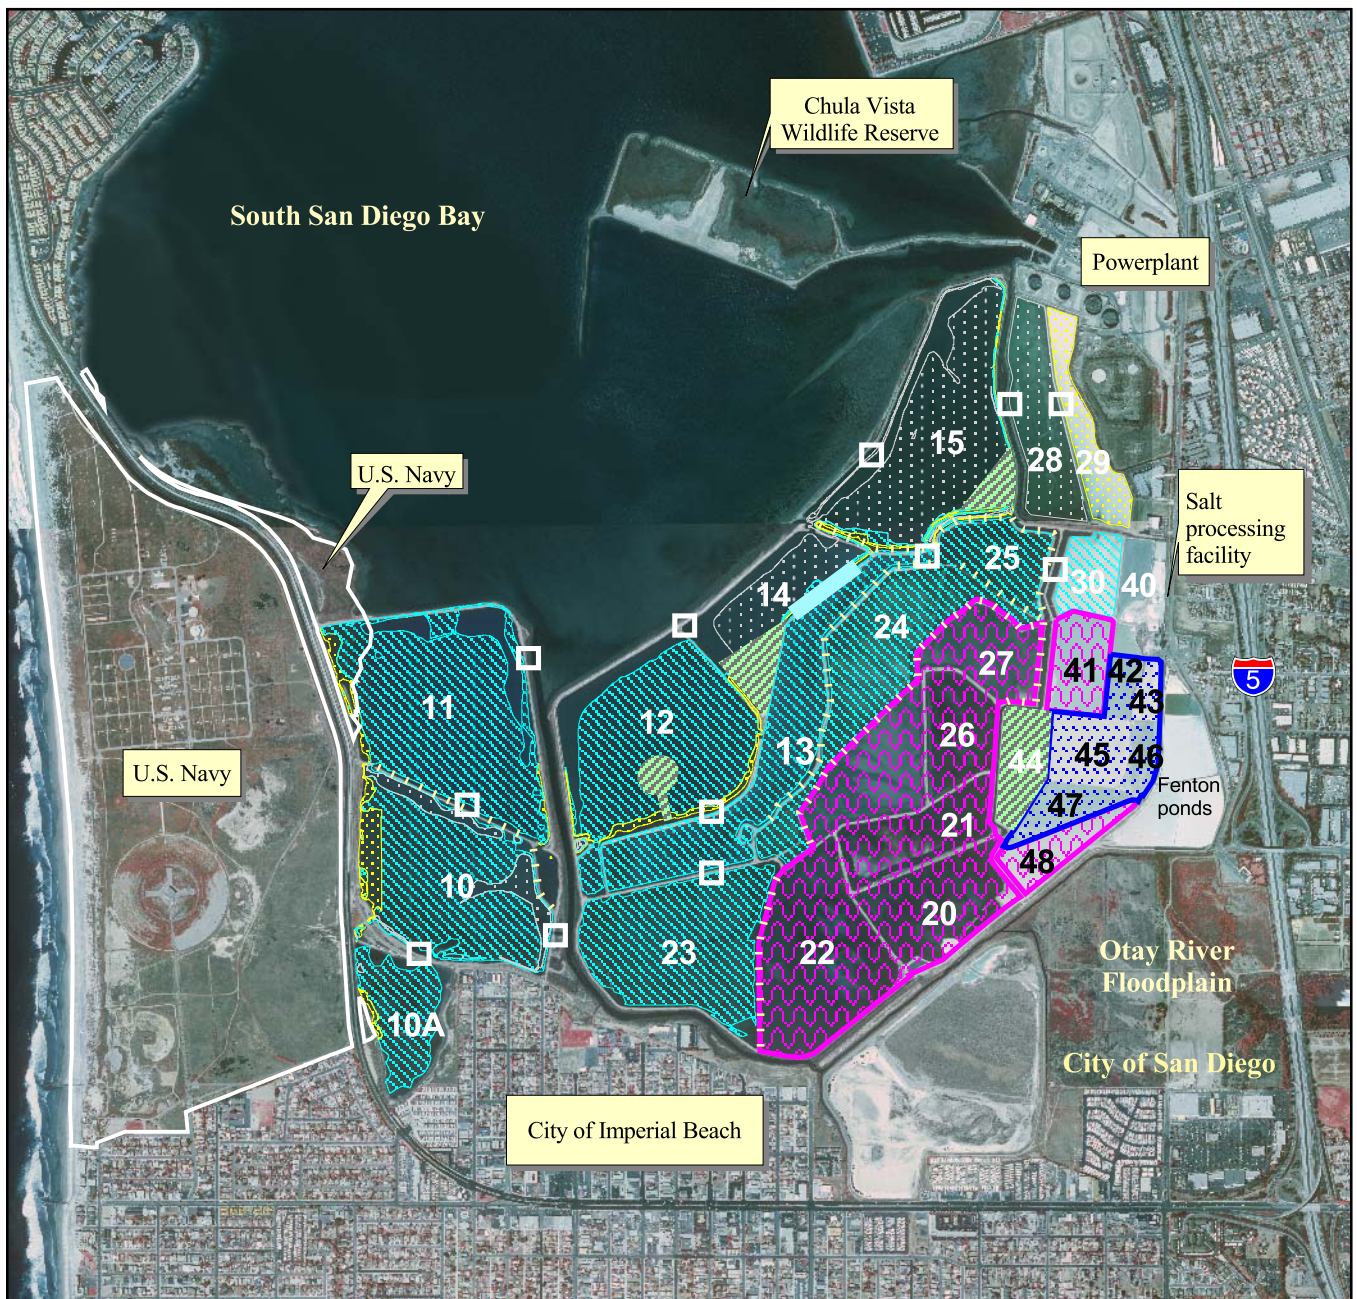 Chula Vista
Wildlife Reserve
South San Diego Bay
Powerplant
15
28
29
U.S. Navy
Salt
processing
facility
25
30
40
14
24
27
41
42
43
5
11
12
13
26
44
45
46
U.S. Navy
Fenton
ponds
47
21
48
10
20
23
22
Otay River
Floodplain
10A
City of San Diego
City of Imperial Beach